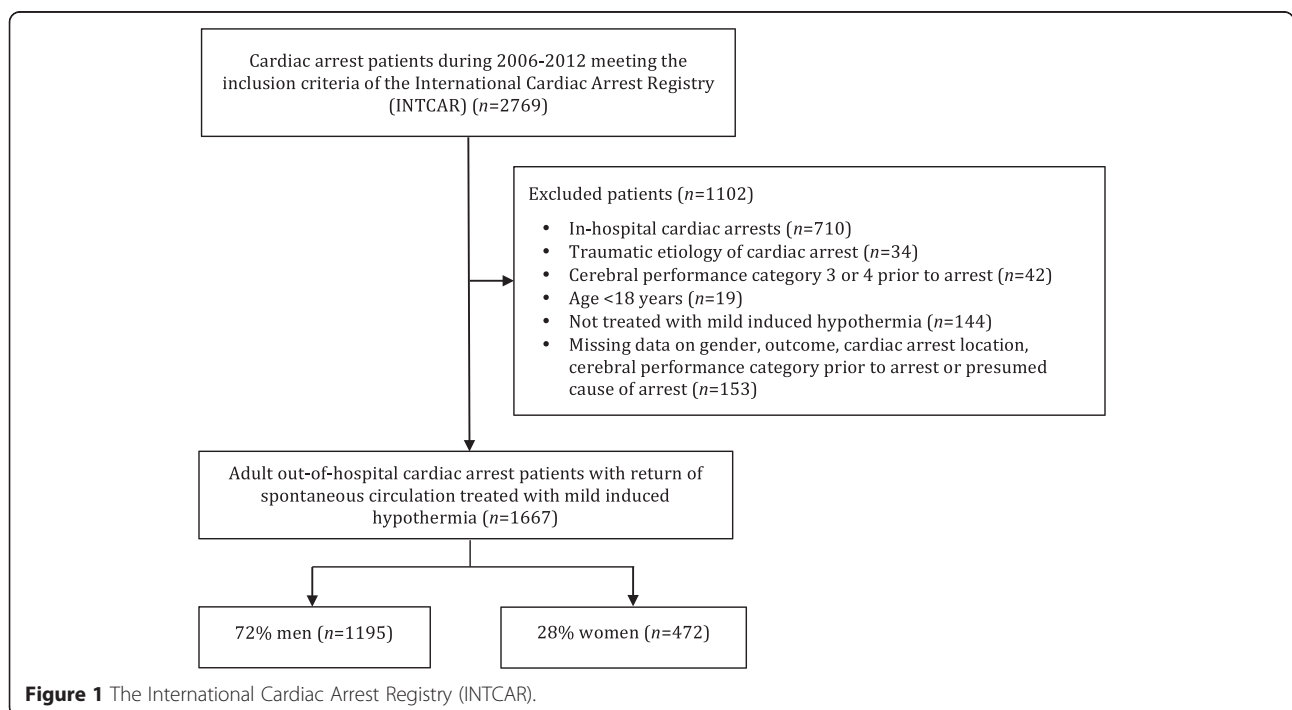 Cardiac arrest patients during 2006-2012 meeting the
inclusion criteria of the International Cardiac Arrest Registry
(INTCAR) (n=2769)
Excluded patients (n=1102)
• In-hospital cardiac arrests (n=710)
• Traumatic etiology of cardiac arrest (n=34)
• Cerebral performance category 3 or 4 prior to arrest (n=42)
• Age <18 years (n=19)
• Not treated with mild induced hypothermia (n=144)
• Missing data on gender, outcome, cardiac arrest location,
cerebral performance category prior to arrest or presumed
cause of arrest (n=153)
Adult out-of-hospital cardiac arrest patients with return of
spontaneous circulation treated with mild induced
hypothermia (n=1667)
72% men (n=1195)
28% women (n=472)
Figure 1 The International Cardiac Arrest Registry (INTCAR).